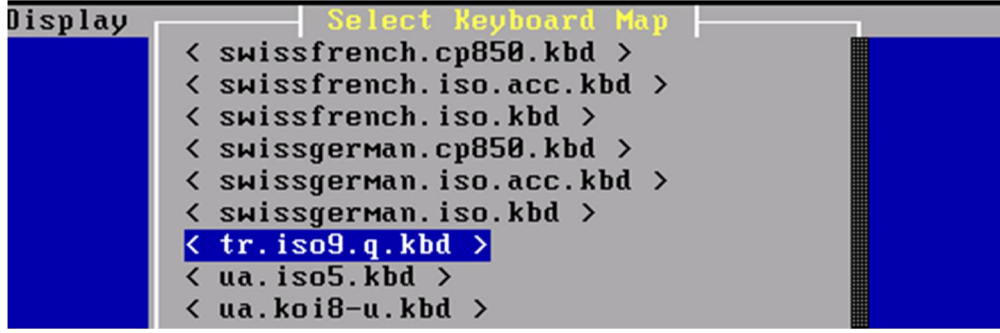 Display
Select Keyboard Map
< swissfrench.cp850.kbd >
< swissfrench.iso.acc.kbd >
< swissfrench.iso.kbd >
< swissgerman.cp850.kbd >
< swissgerman.iso.acc.kbd >
< swissgerman.iso.kbd >
< tr.iso9.q.kbd >
< ua.iso5.kbd >
< ua.koi8-u.kbd >